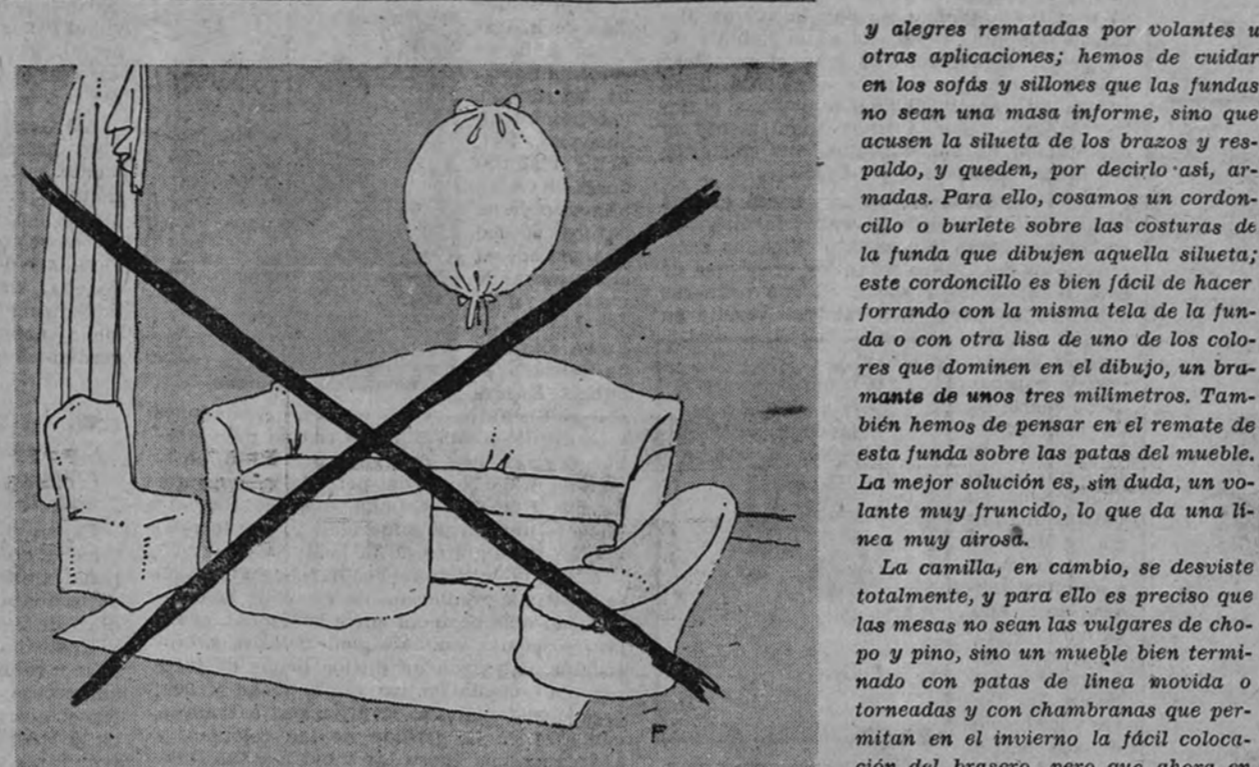 y alegres rematadas por volantes u
otras aplicaciones; hemos de cuidar
en los sofás y sillones que las fundas
no sean una masa informe, sino que
acusen la silueta de los brazos y res-
paldo, y queden, por decirlo así, ar-
madas. Para ello, cosamos un cordon-
cillo o burlete sobre las costuras de
la funda que dibujen aquella silueta;
este cordoncillo es bien fácil de hacer
forrando con la misma tela de la fun-
da o con otra lisa de uno de los colo-
res que dominen en el dibujo, un bra-
mante de unos tres milímetros. Tam-
bién hemos de pensar en el remate de
esta funda sobre las patas del mueble.
La mejor solución es, sin duda, un vo-
lante muy fruncido, lo que da una lí-
nea muy airosa.
La camilla, en cambio, se desviste
totalmente, y para ello es preciso que
las mesas no sean las vulgares de cho-
po y pino, sino un mueble bien termi-
nado con patas de línea movida o
torneadas y con chambranas que per-
mitan en el invierno la fácil coloca-
ción del brasero, pero que ahora en
F